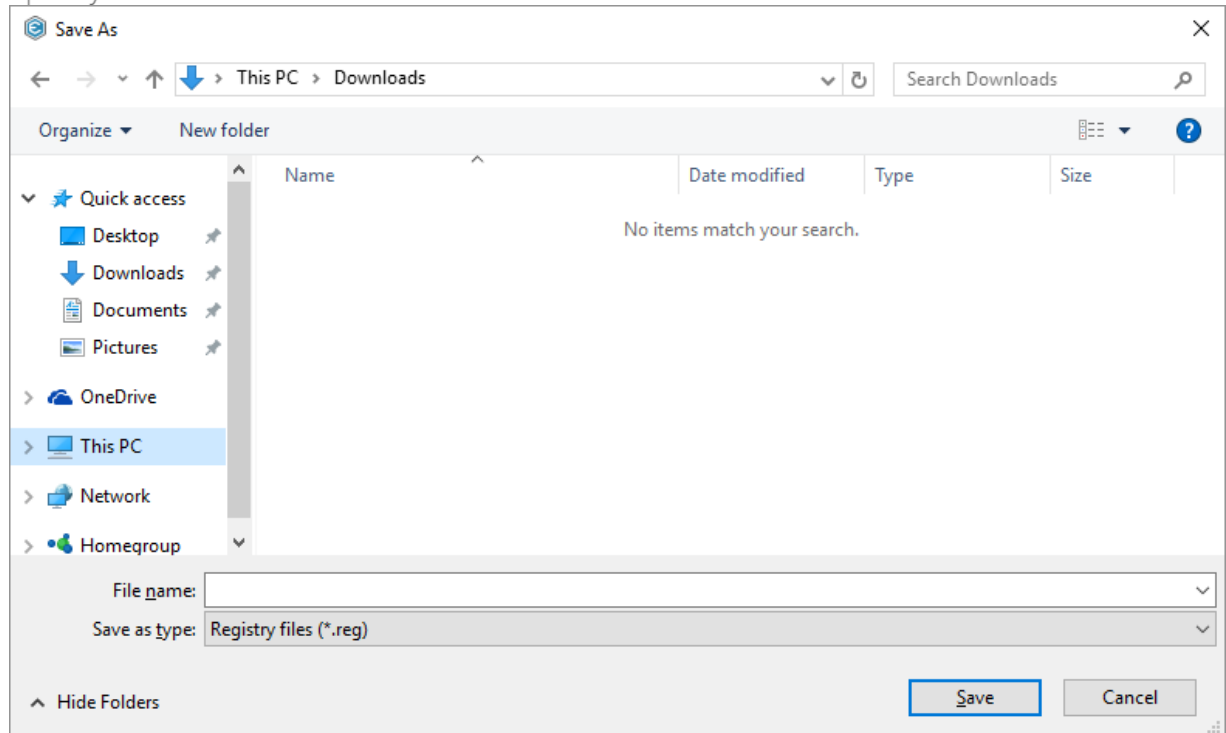 Save As
This PC > Downloads
Search Downloads
Organize New folder
Name Date modified Type Size
Quick access
No items match your search.
Desktop
Downloads
Documents
Pictures
OneDrive
This PC
Network
Homegroup
File name:
Save as type: Registry files (*.reg)
Hide Folders Save Cancel